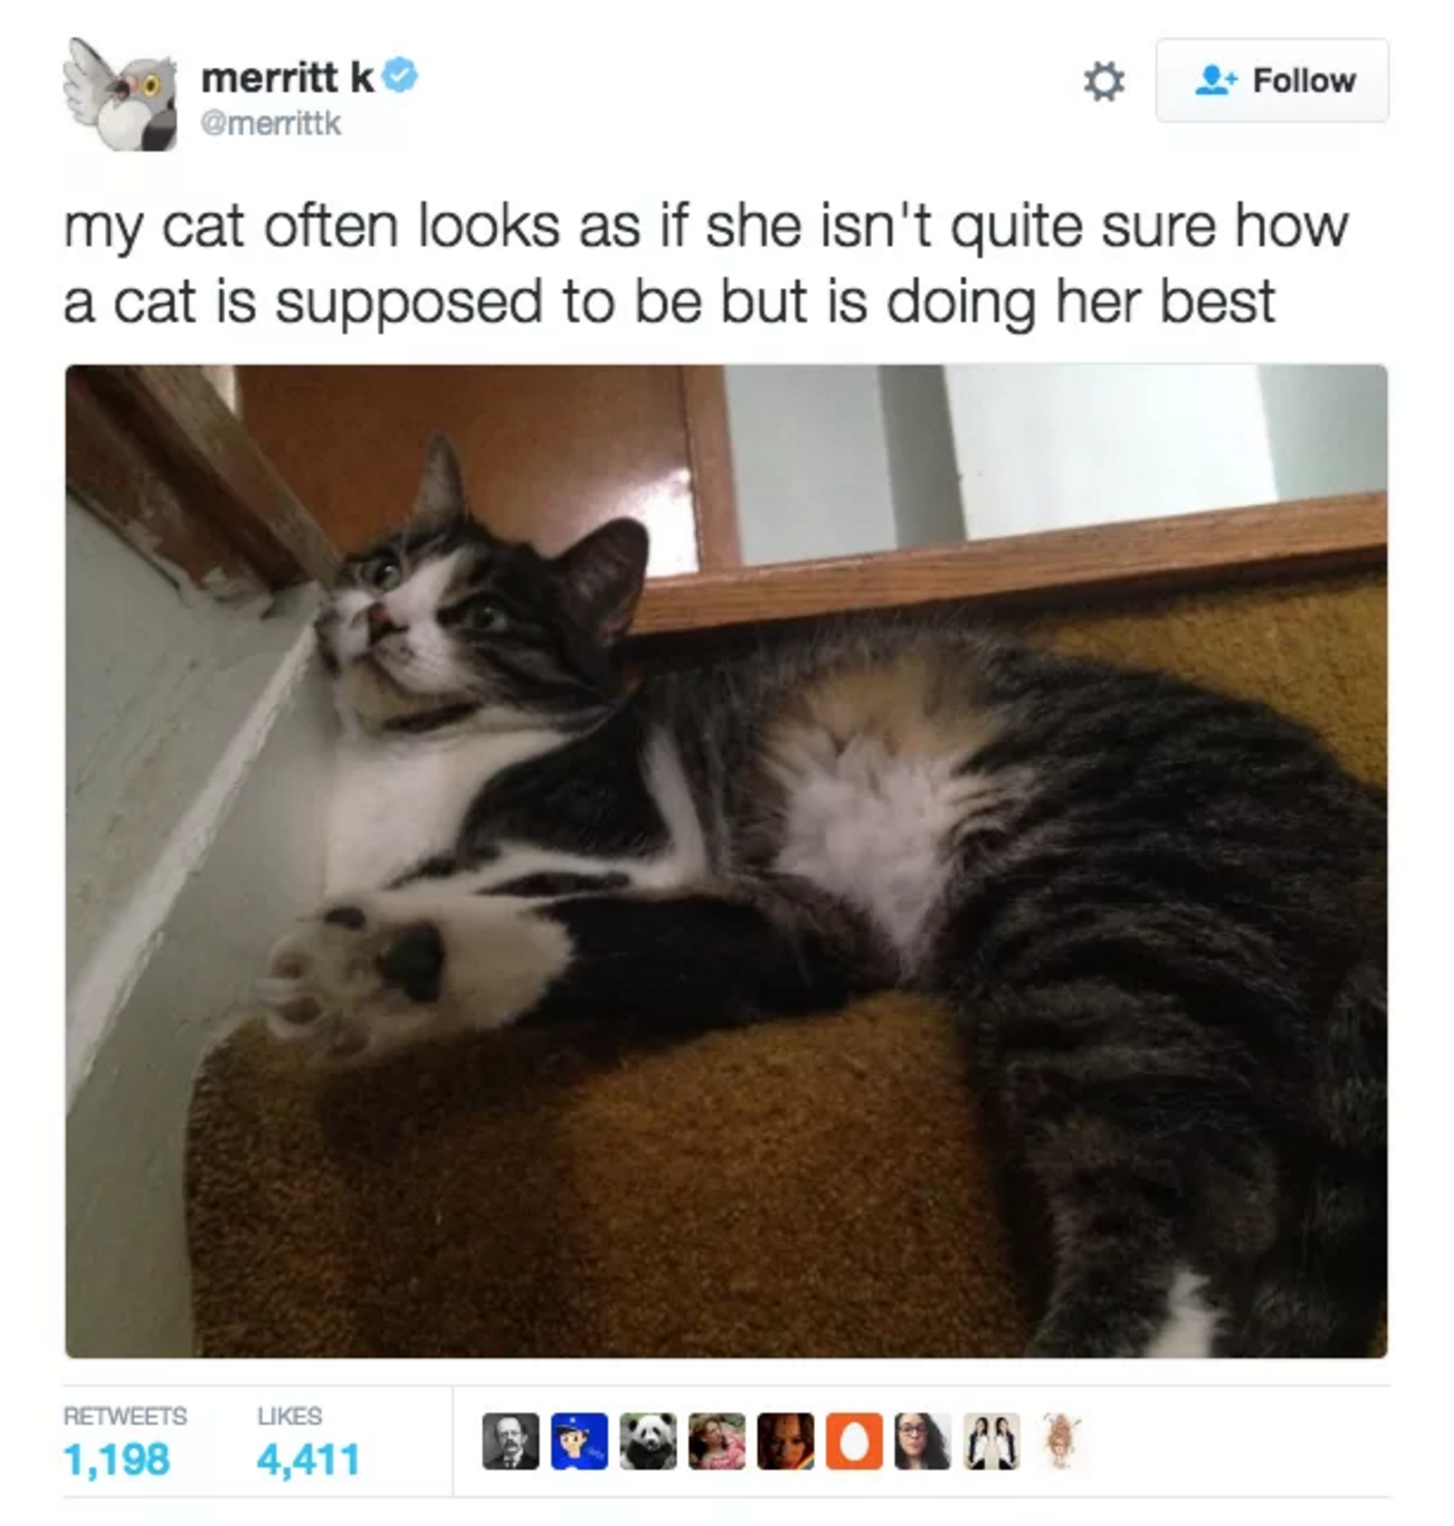 merritt k
@merrittk
Follow
my cat often looks as if she isn't quite sure how
a cat is supposed to be but is doing her best
RETWEETS LIKES
1,198 4,411